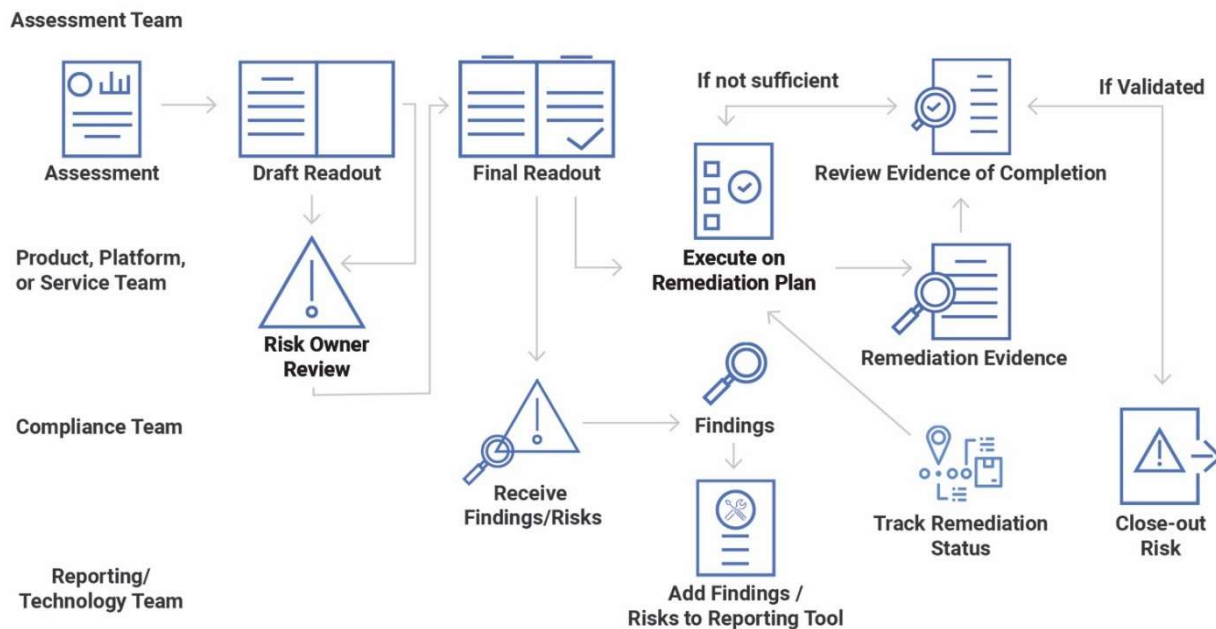 Assessment Team
If not sufficient
If Validated
Assessment
Draft Readout
Final Readout
Review Evidence of Completion
Product, Platform,
or Service Team
Execute on
Remediation Plan
Risk Owner
Review
Remediation Evidence
Compliance Team
Findings
Receive
Findings/Risks
Track Remediation
Status
Close-out
Risk
Reporting/
Technology Team
Add Findings /
Risks to Reporting Tool